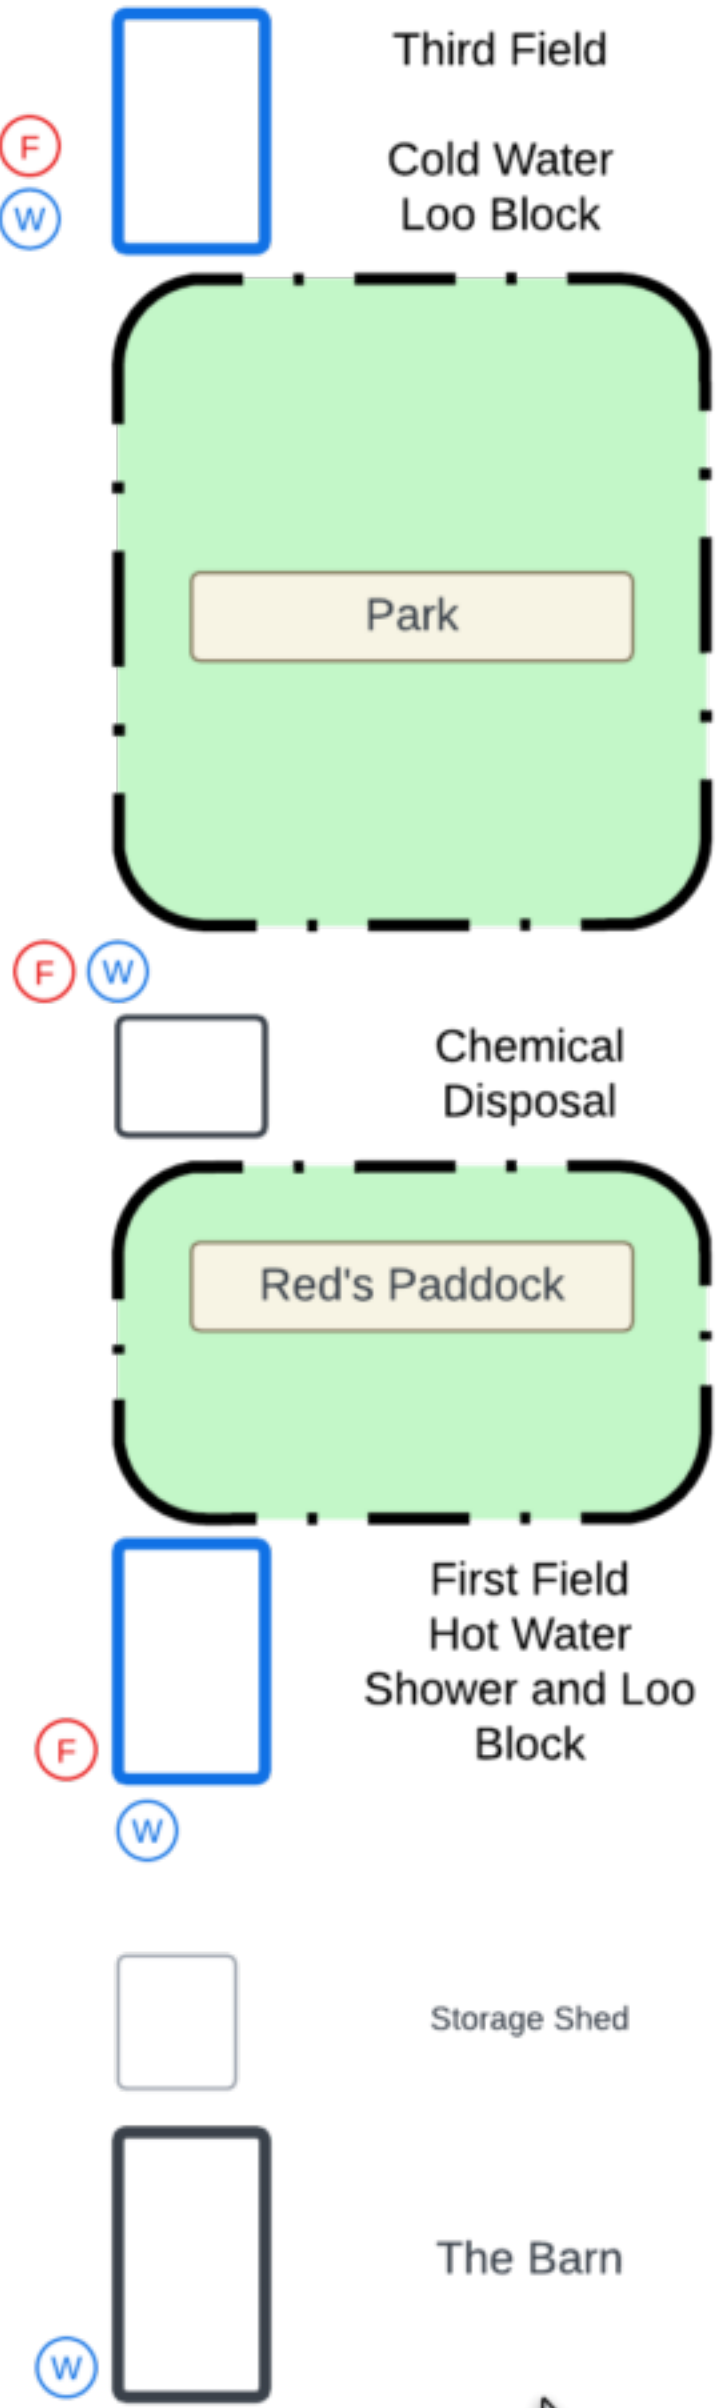 Third Field
F
Cold Water
W
Loo Block
Park
F W
Chemical
Disposal
Red's Paddock
First Field
Hot Water
Shower and Loo
Block
F
W
Storage Shed
The Barn
W